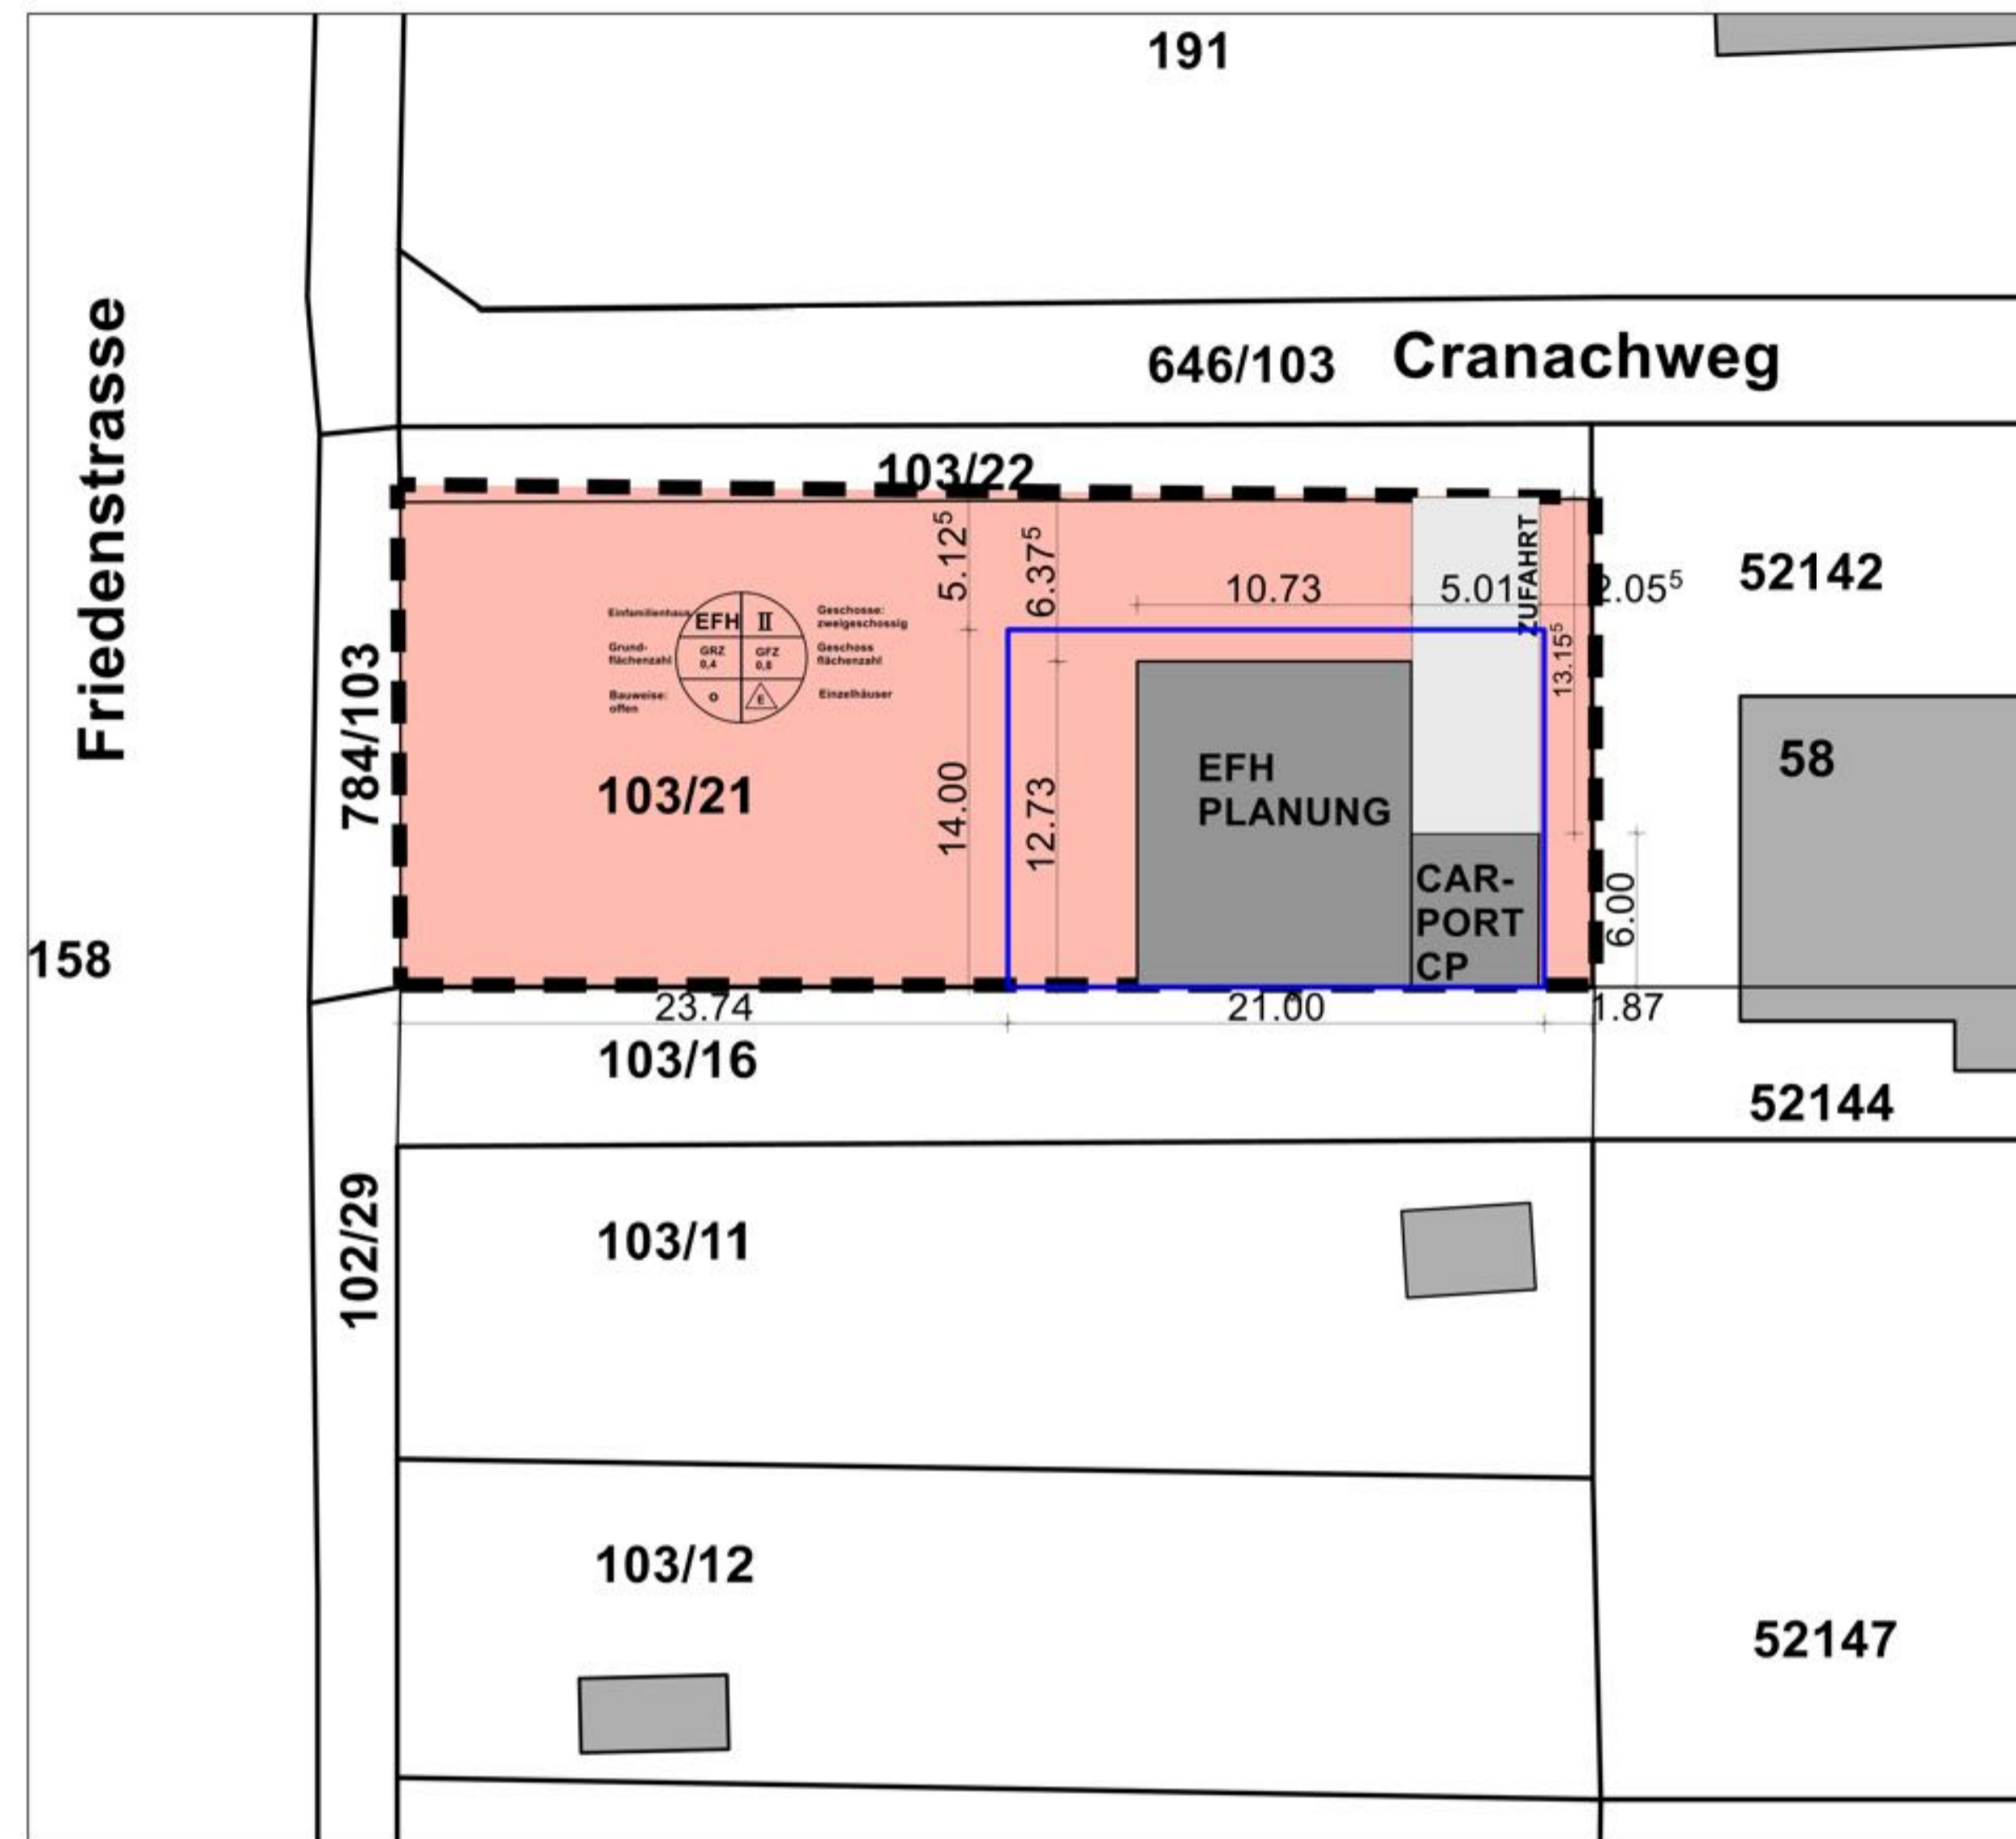 191
646/103
Cranachweg
Friedenstrasse
103/22
784/103
5.12⁵
6.37⁵
10.73
5.01
ZUFAHRT
2.05⁵
52142
13.15⁵
Einfamilienhaus
EFH
II
Geschosse:
zweigeschossig
Grund-
flächenzahl
GRZ
0,4
GFZ
0,8
Geschoss
flächenzahl
Bauweise:
offen
o
E
Einzelhäuser
103/21
14.00
12.73
EFH
PLANUNG
58
CAR-
PORT
CP
6.00
158
23.74
21.00
1.87
103/16
52144
102/29
103/11
103/12
52147